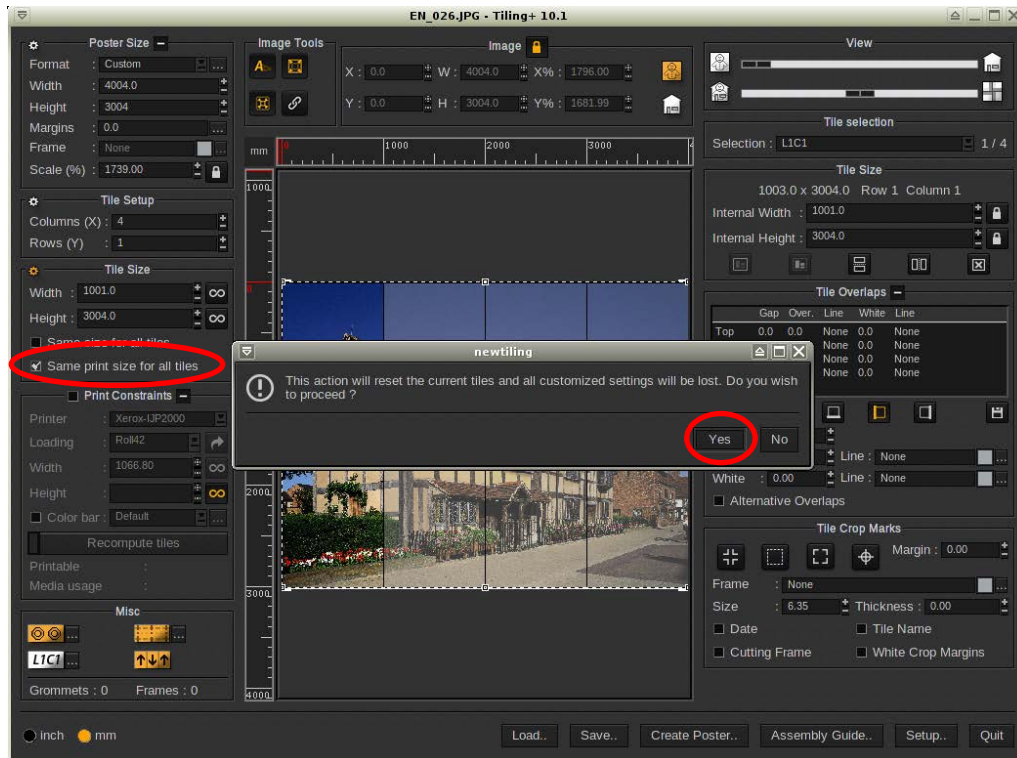 EN_026.JPG - Tiling+ 10.1
Poster Size
Format : Custom ...
Width : 4004.0
Height : 3004
Margins : 0.0 ...
Frame : None ...
Scale (%) : 1739.00
Tile Setup
Columns (X) : 4
Rows (Y) : 1
Tile Size
Width : 1001.0
Height : 3004.0
Same size for all tiles
Same print size for all tiles
Print Constraints
Printer : Xerox-IJP2000
Loading : Roll42
Width : 1066.80
Height :
Color bar : Default ...
Recompute tiles
Printable :
Media usage :
Misc
...
...
L1C1 ...
Grommets : 0 Frames : 0
inch mm
Image Tools
A
Image
X : 0.0 W : 4004.0 X% : 1796.00
Y : 0.0 H : 3004.0 Y% : 1681.99
mm
0 1000 2000 3000 4
1000
0
2000
3000
4000
newtiling
This action will reset the current tiles and all customized settings will be lost. Do you wish
to proceed ?
Yes No
View
Tile selection
Selection : L1C1 1 / 4
Tile Size
1003.0 x 3004.0 Row 1 Column 1
Internal Width : 1001.0
Internal Height : 3004.0
Tile Overlaps
Gap Over. Line White Line
Top 0.0 0.0 None 0.0 None
None 0.0 None
None 0.0 None
None 0.0 None
Line : None ...
White : 0.00 Line : None ...
Alternative Overlaps
Tile Crop Marks
Margin : 0.00
Frame : None ...
Size : 6.35 Thickness : 0.00
Date Tile Name
Cutting Frame White Crop Margins
Load.. Save.. Create Poster.. Assembly Guide.. Setup.. Quit